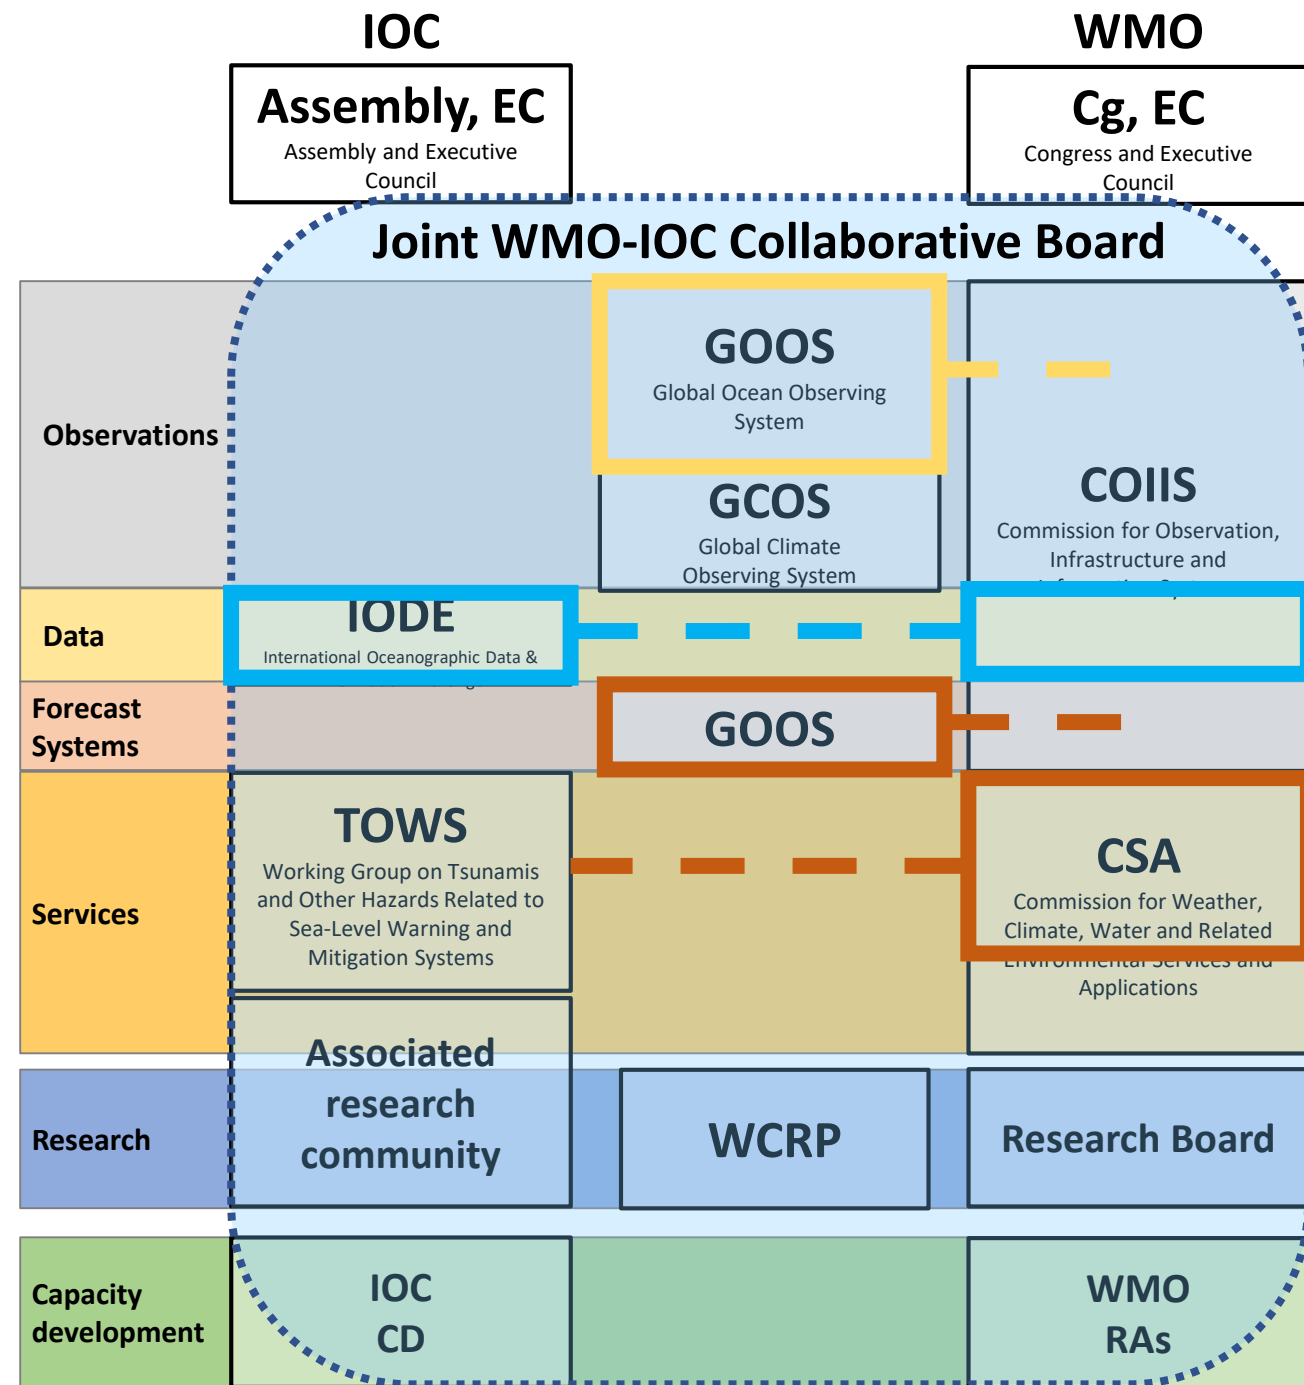 IOC
WMO
Assembly, EC
Assembly and Executive
Council
Cg, EC
Congress and Executive
Council
Joint WMO-IOC Collaborative Board
Observations
GOOS
Global Ocean Observing
System
GCOS
Global Climate
Observing System
COIIS
Commission for Observation,
Infrastructure and
Data
IODE
International Oceanographic Data &
Forecast
Systems
GOOS
Services
TOWS
Working Group on Tsunamis
and Other Hazards Related to
Sea-Level Warning and
Mitigation Systems
CSA
Commission for Weather,
Climate, Water and Related
Environmental Services and
Applications
Research
Associated
research
community
WCRP
Research Board
Capacity
development
IOC
CD
WMO
RAs